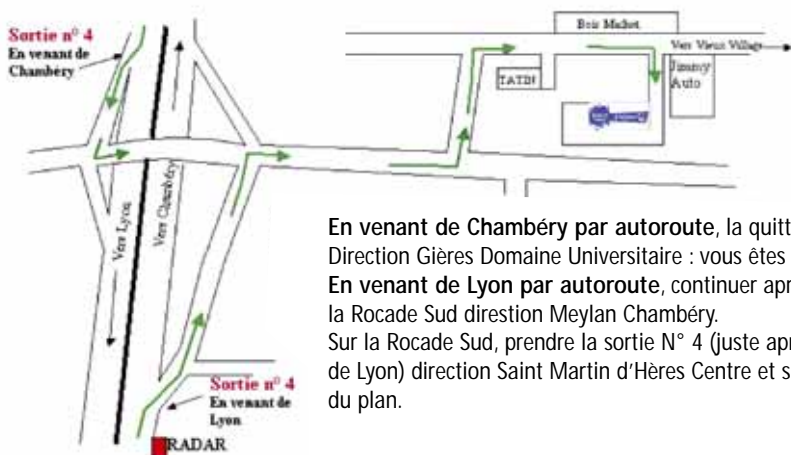 Sortie n° 4
En venant de
Chambéry
Bois Michet
Vers Vieux Village
TATIN
Jimmy
Auto
Vers Lyon
Vers Chambéry
En venant de Chambéry par autoroute, la quitt
Direction Gières Domaine Universitaire : vous êtes
En venant de Lyon par autoroute, continuer apr
la Rocade Sud direstion Meylan Chambéry.
Sur la Rocade Sud, prendre la sortie N° 4 (juste apr
de Lyon) direction Saint Martin d'Hères Centre et s
du plan.
Sortie n° 4
En venant de
Lyon
RADAR